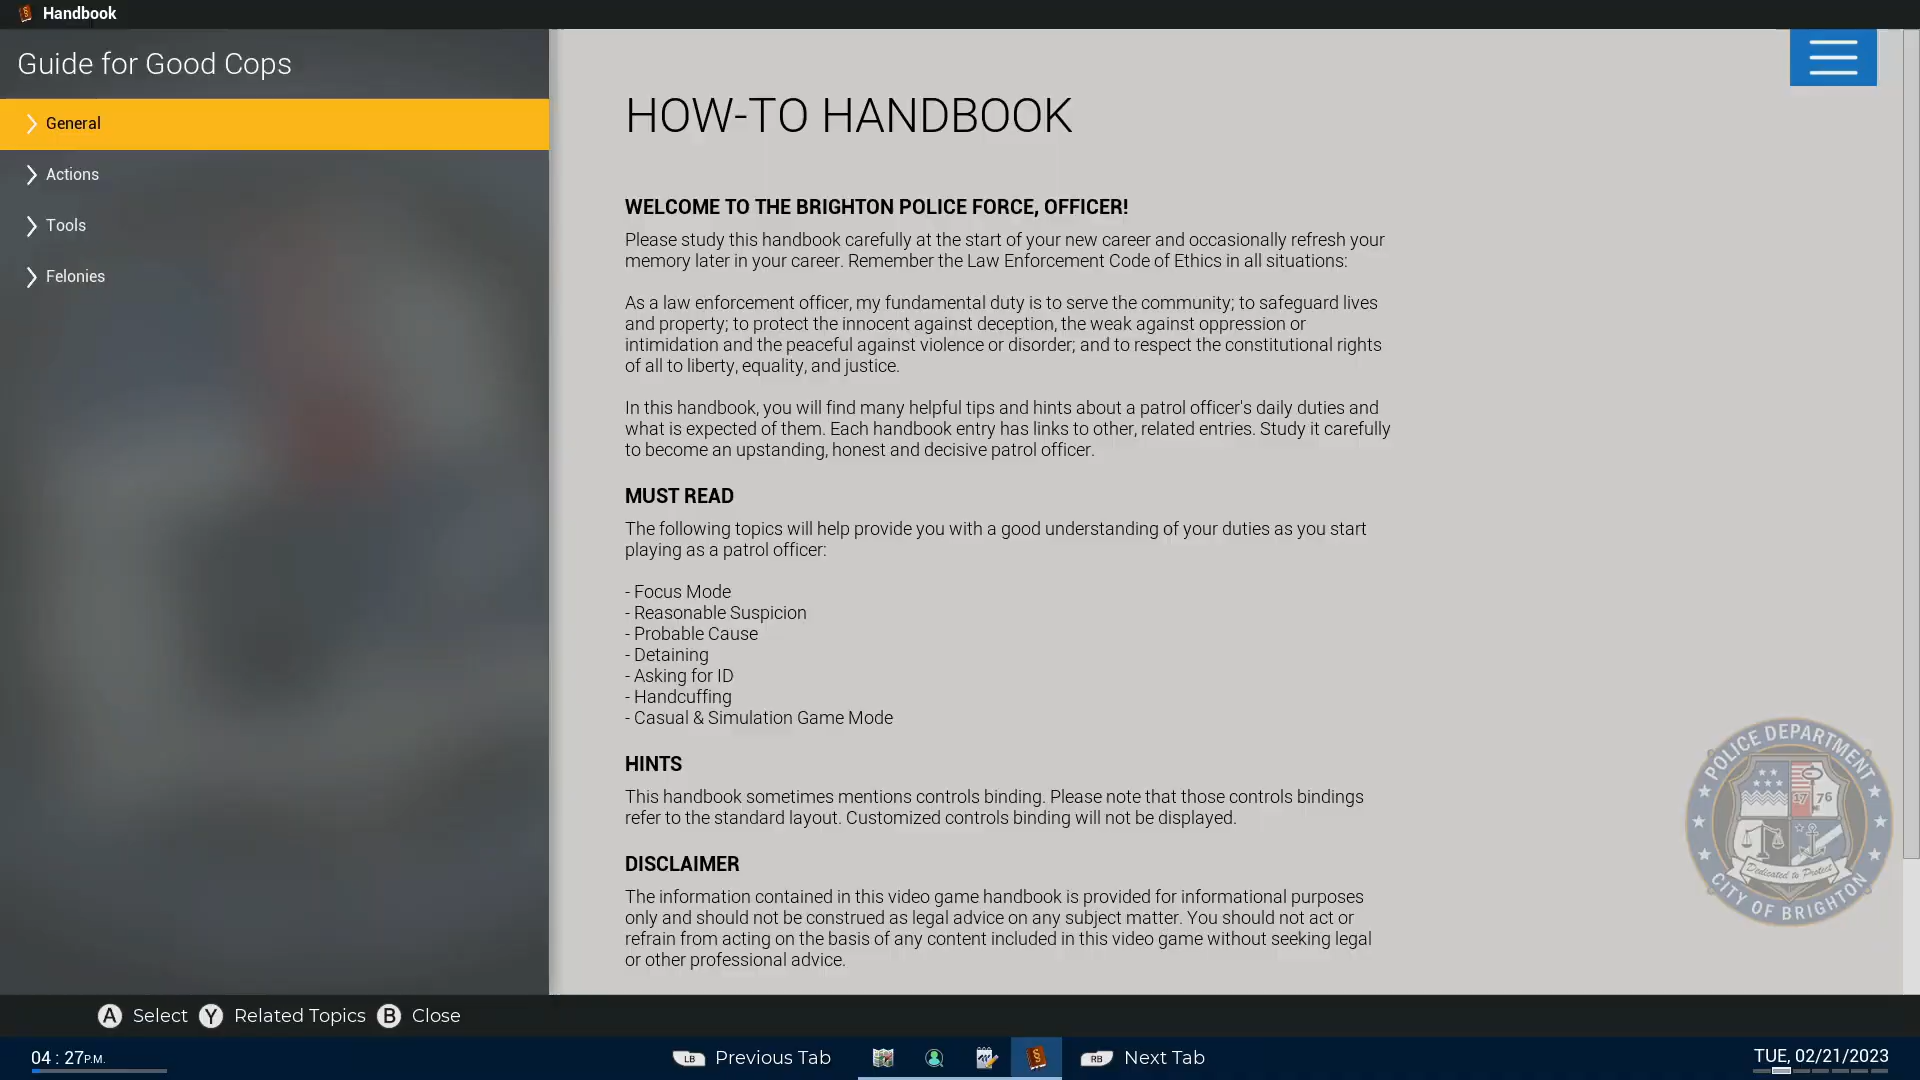 Handbook
Guide for Good Cops
General
Actions
Tools
Felonies
HOW-TO HANDBOOK
WELCOME TO THE BRIGHTON POLICE FORCE, OFFICER!
Please study this handbook carefully at the start of your new career and occasionally refresh your
memory later in your career. Remember the Law Enforcement Code of Ethics in all situations:
As a law enforcement officer, my fundamental duty is to serve the community; to safeguard lives
and property; to protect the innocent against deception, the weak against oppression or
intimidation and the peaceful against violence or disorder; and to respect the constitutional rights
of all to liberty, equality, and justice.
In this handbook, you will find many helpful tips and hints about a patrol officer's daily duties and
what is expected of them. Each handbook entry has links to other, related entries. Study it carefully
to become an upstanding, honest and decisive patrol officer.
MUST READ
The following topics will help provide you with a good understanding of your duties as you start
playing as a patrol officer:
- Focus Mode
- Reasonable Suspicion
- Probable Cause
- Detaining
- Asking for ID
- Handcuffing
- Casual & Simulation Game Mode
HINTS
This handbook sometimes mentions controls binding. Please note that those controls bindings
refer to the standard layout. Customized controls binding will not be displayed.
DISCLAIMER
The information contained in this video game handbook is provided for informational purposes
only and should not be construed as legal advice on any subject matter. You should not act or
refrain from acting on the basis of any content included in this video game without seeking legal
or other professional advice.
POLICE DEPARTMENT
17 76
Dedicated to Protect
CITY OF BRIGHTON
A Select Y Related Topics B Close
04 : 27 P.M.
LB Previous Tab
RB Next Tab
TUE, 02/21/2023